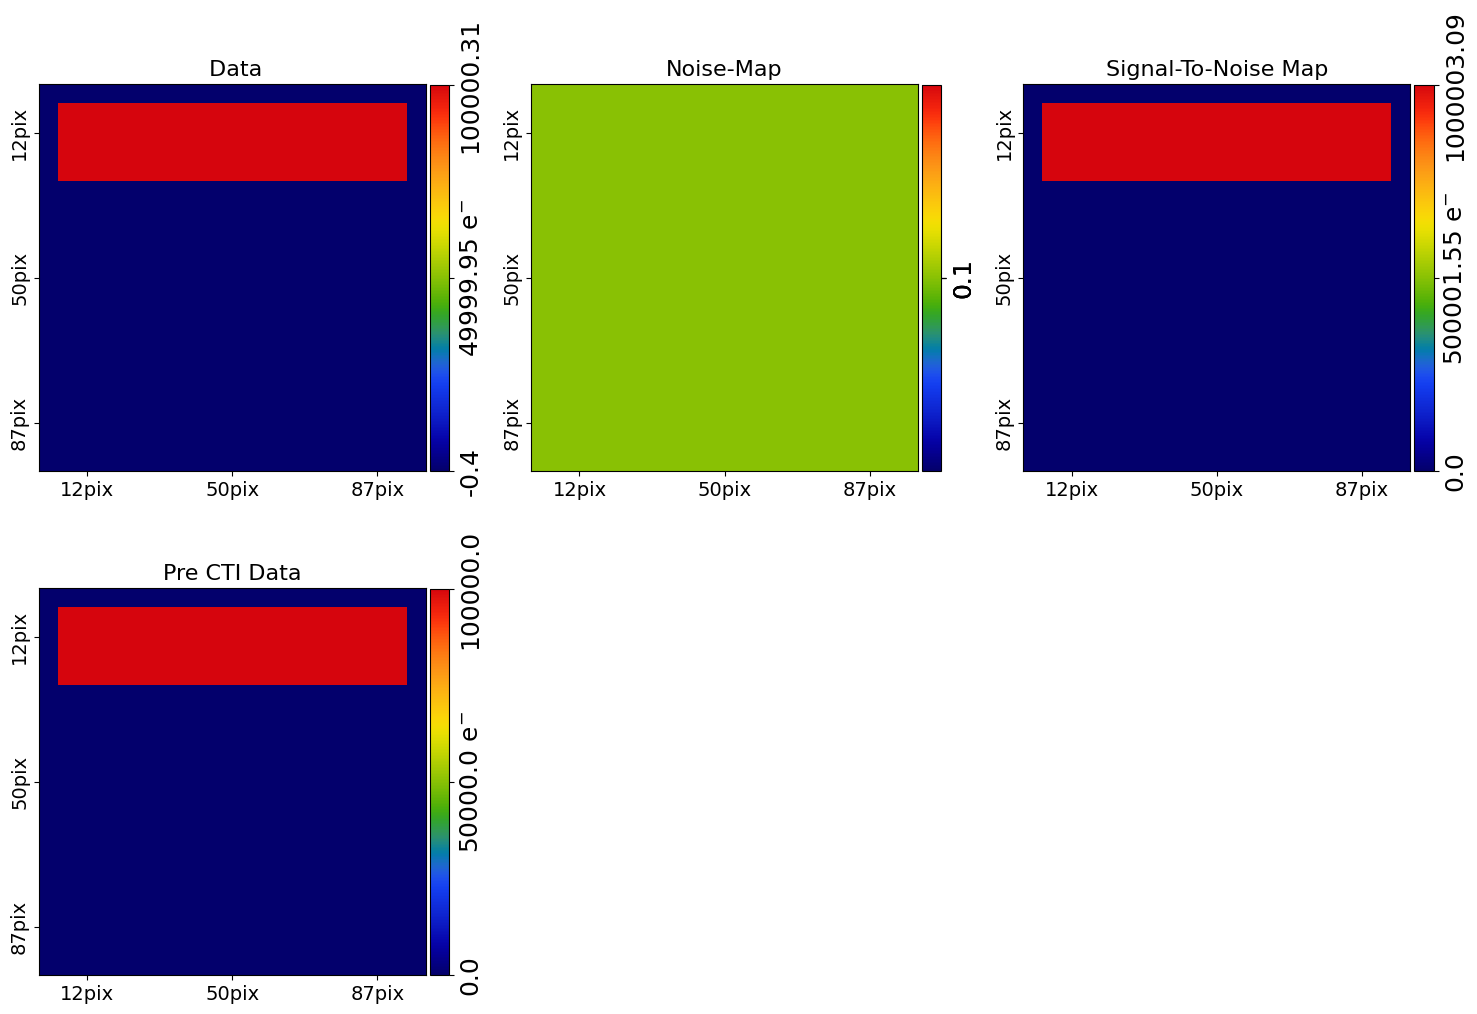 Data
12pix
50pix
87pix
12pix 50pix 87pix
100000.31
49999.95 e⁻
-0.4
Noise-Map
12pix
50pix
87pix
12pix 50pix 87pix
0.1
Signal-To-Noise Map
12pix
50pix
87pix
12pix 50pix 87pix
1000003.09
500001.55 e⁻
0.0
Pre CTI Data
12pix
50pix
87pix
12pix 50pix 87pix
100000.0
50000.0 e⁻
0.0